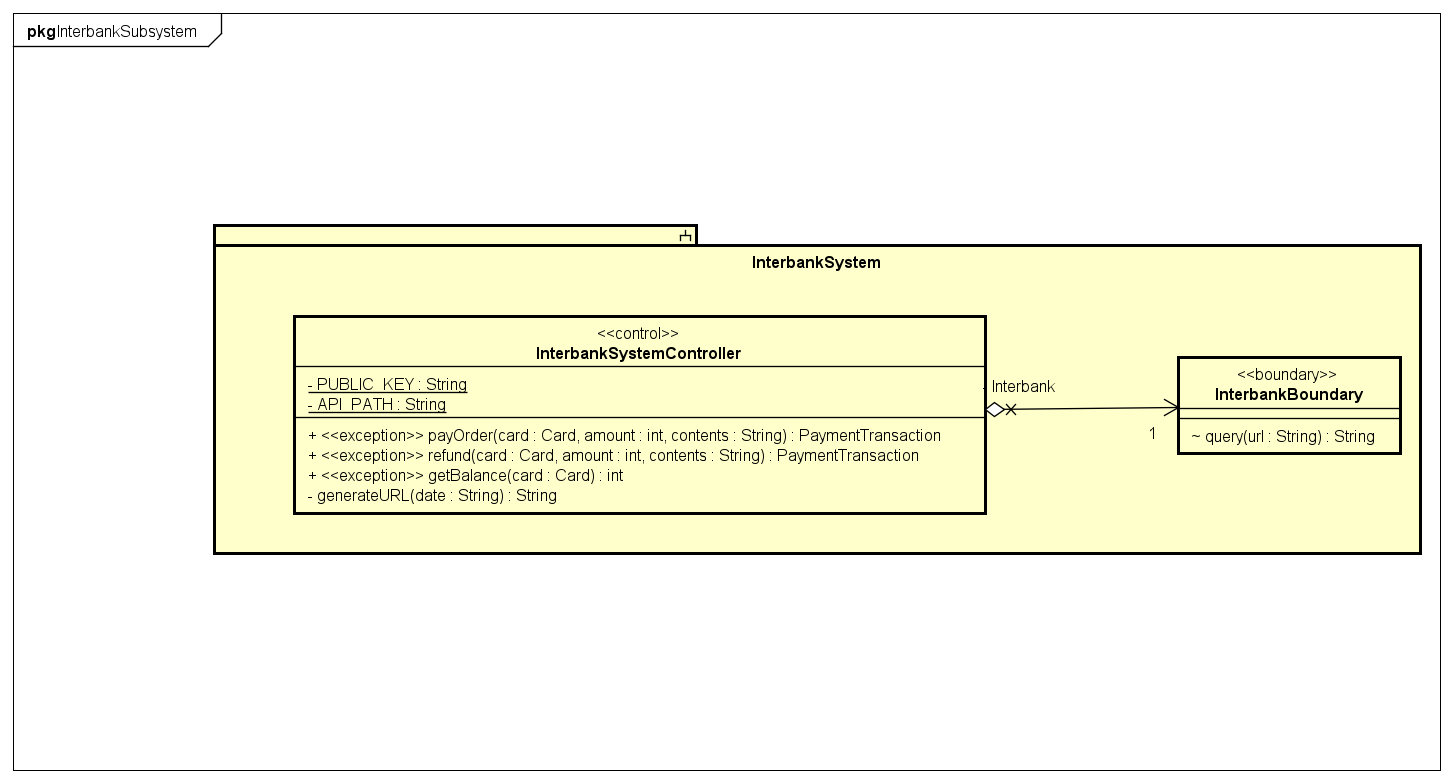 pkgInterbankSubsystem
InterbankSystem
<<control>>
InterbankSystemController
- PUBLIC_KEY : String
- API_PATH : String
+ <<exception>> payOrder(card : Card, amount : int, contents : String) : PaymentTransaction
+ <<exception>> refund(card : Card, amount : int, contents : String) : PaymentTransaction
+ <<exception>> getBalance(card : Card) : int
- generateURL(date : String) : String
- Interbank
1
<<boundary>>
InterbankBoundary
~ query(url : String) : String